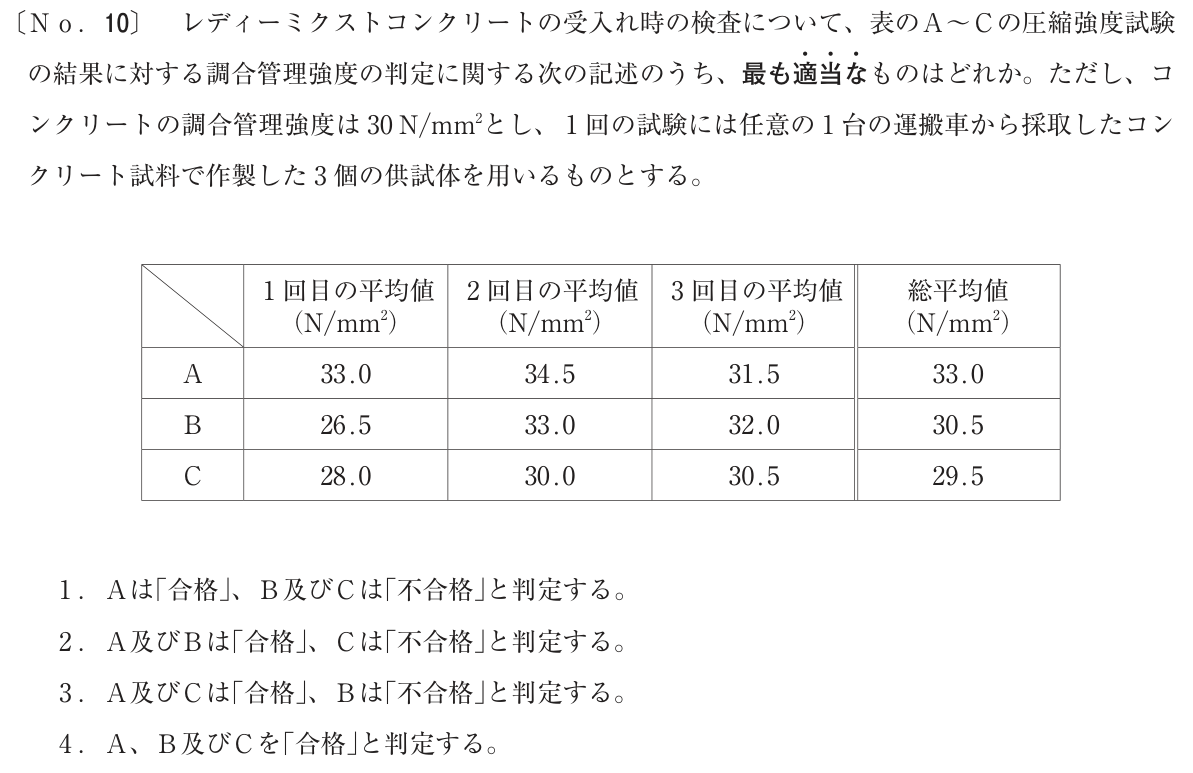 〔Ｎｏ．10〕　レディーミクストコンクリートの受入れ時の検査について、表のＡ～Ｃの圧縮強度試験
の結果に対する調合管理強度の判定に関する次の記述のうち、最も適当なものはどれか。ただし、コ
ンクリートの調合管理強度は 30 N/mm²とし、１回の試験には任意の１台の運搬車から採取したコン
クリート試料で作製した３個の供試体を用いるものとする。
１回目の平均値 ２回目の平均値 ３回目の平均値 総平均値
（N/mm²） （N/mm²） （N/mm²） （N/mm²）
Ａ 33.0 34.5 31.5 33.0
Ｂ 26.5 33.0 32.0 30.5
Ｃ 28.0 30.0 30.5 29.5
１．Ａは「合格」、Ｂ及びＣは「不合格」と判定する。
２．Ａ及びＢは「合格」、Ｃは「不合格」と判定する。
３．Ａ及びＣは「合格」、Ｂは「不合格」と判定する。
４．Ａ、Ｂ及びＣを「合格」と判定する。